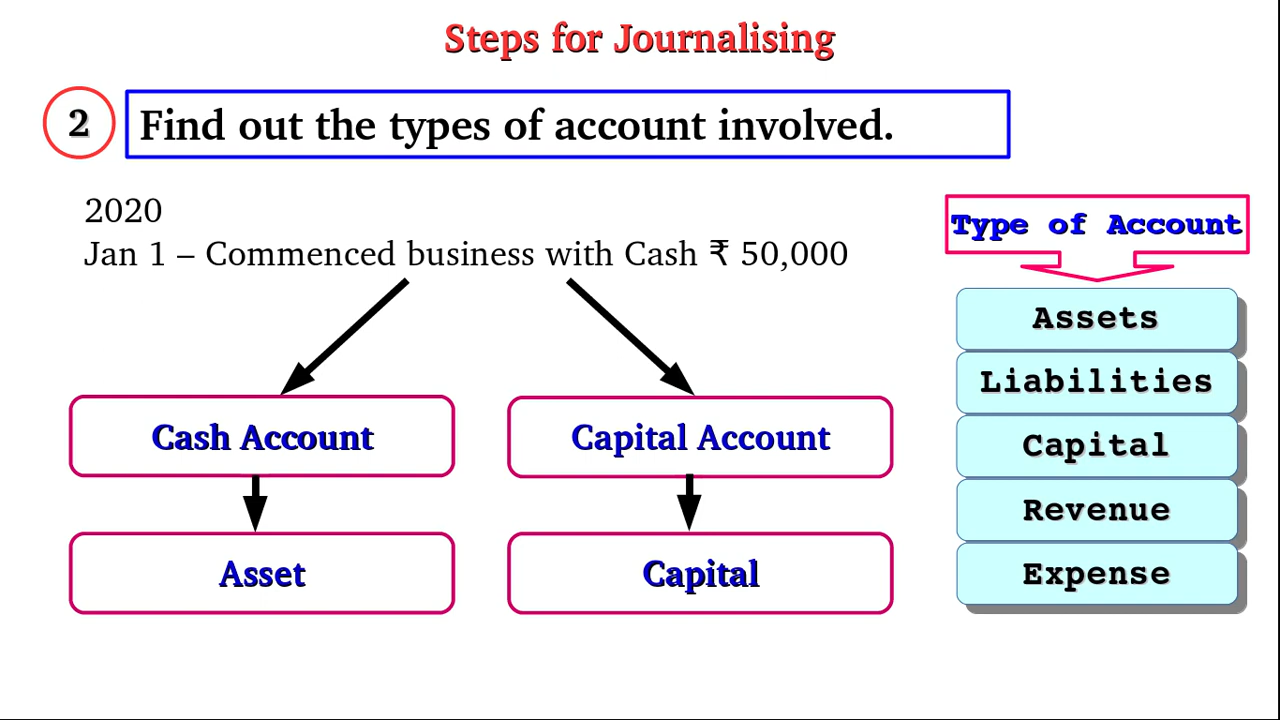 Steps for Journalising
2
Find out the types of account involved.
2020
Jan 1 – Commenced business with Cash ₹ 50,000
Cash Account
Capital Account
Asset
Capital
Type of Account
Assets
Liabilities
Capital
Revenue
Expense